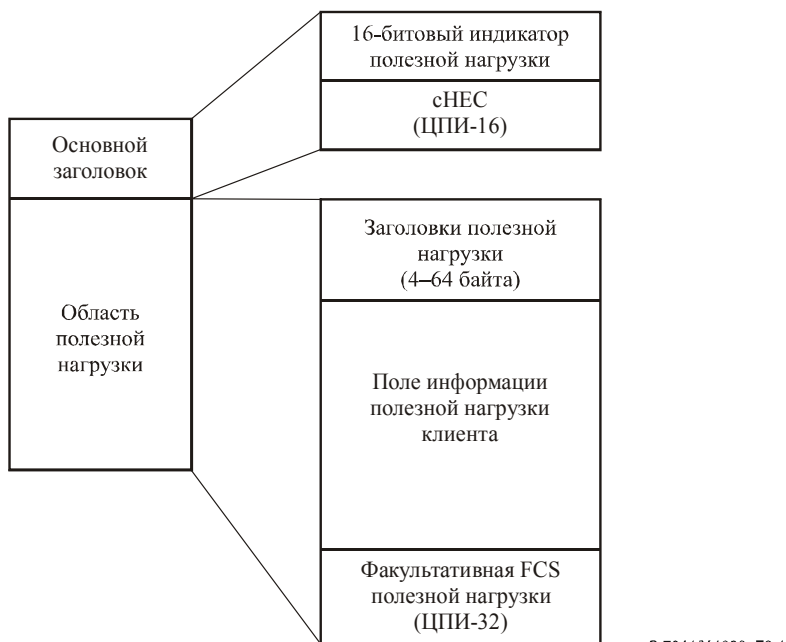 16-битовый индикатор
полезной нагрузки
cHEC
(ЦПИ-16)
Основной
заголовок
Заголовки полезной
нагрузки
(4–64 байта)
Область
полезной
нагрузки
Поле информации
полезной нагрузки
клиента
Факультативная FCS
полезной нагрузки
(ЦПИ-32)